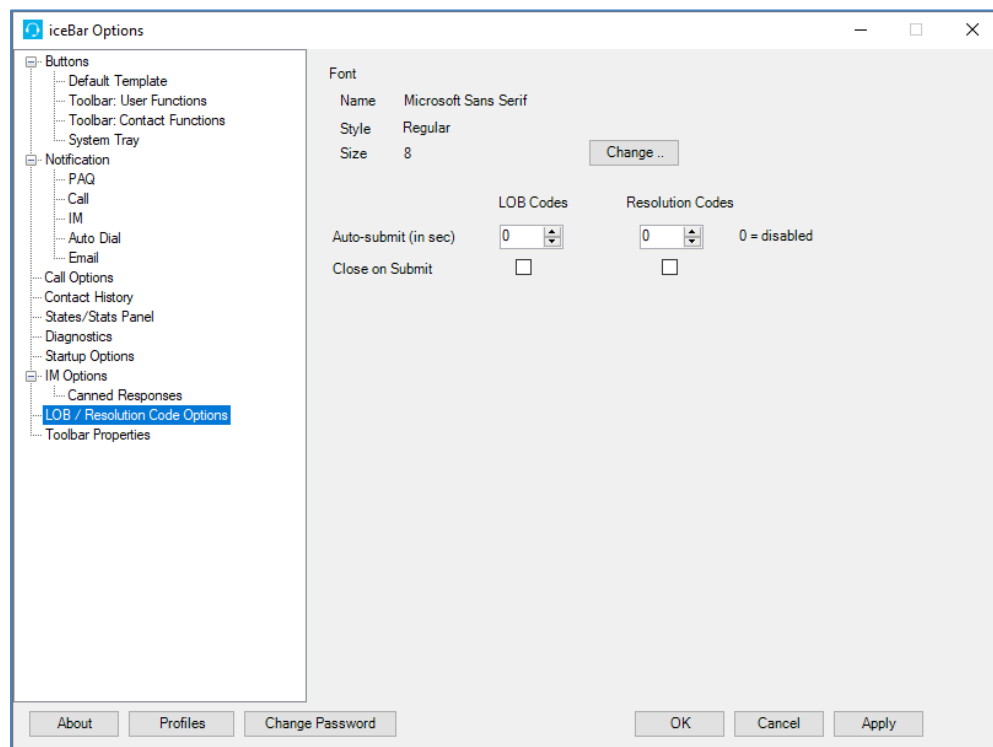 iceBar Options
Buttons
Default Template
Toolbar: User Functions
Toolbar: Contact Functions
System Tray
Notification
PAQ
Call
IM
Auto Dial
Email
Call Options
Contact History
States/Stats Panel
Diagnostics
Startup Options
IM Options
Canned Responses
LOB / Resolution Code Options
Toolbar Properties
Font
Name Microsoft Sans Serif
Style Regular
Size 8 Change ..
LOB Codes Resolution Codes
Auto-submit (in sec) 0 0 0 = disabled
Close on Submit
About Profiles Change Password OK Cancel Apply